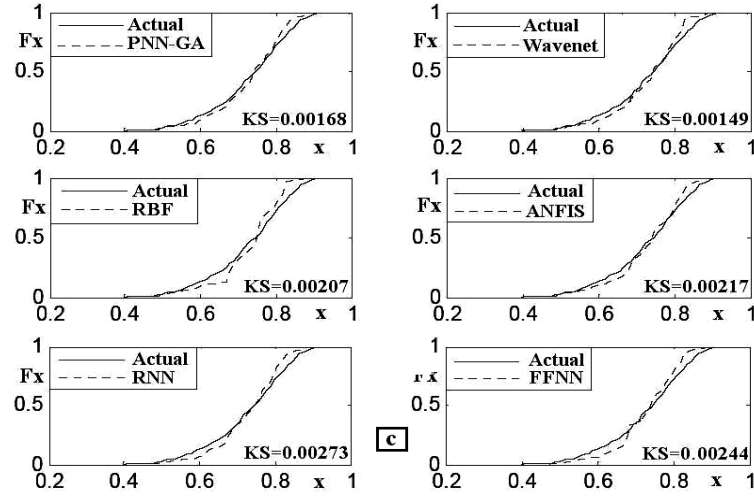 1
Fx
0.5
0
Actual
PNN-GA
KS=0.00168
0.2 0.4 0.6 0.8 x 1
1
Fx
0.5
0
Actual
Wavenet
KS=0.00149
0.2 0.4 0.6 0.8 x 1
1
Fx
0.5
0
Actual
RBF
KS=0.00207
0.2 0.4 0.6 0.8 x 1
1
Fx
0.5
0
Actual
ANFIS
KS=0.00217
0.2 0.4 0.6 0.8 x 1
1
Fx
0.5
0
Actual
RNN
KS=0.00273
0.2 0.4 0.6 0.8 x 1
c
1
0.5
0
Actual
FFNN
KS=0.00244
0.2 0.4 0.6 0.8 x 1